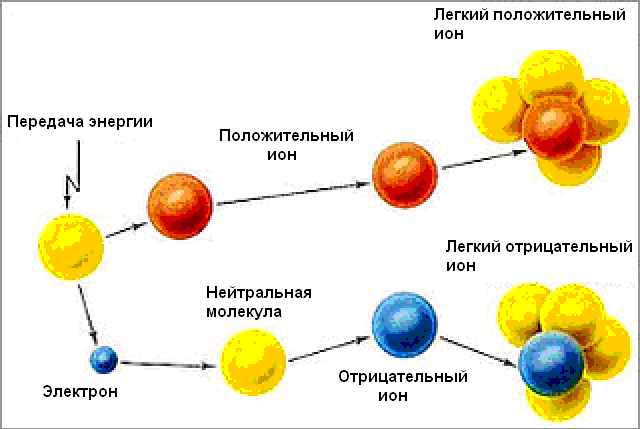 Легкий положительный
ион
Передача энергии
Положительный
ион
Легкий отрицательный
ион
Нейтральная
молекула
Электрон
Отрицательный
ион